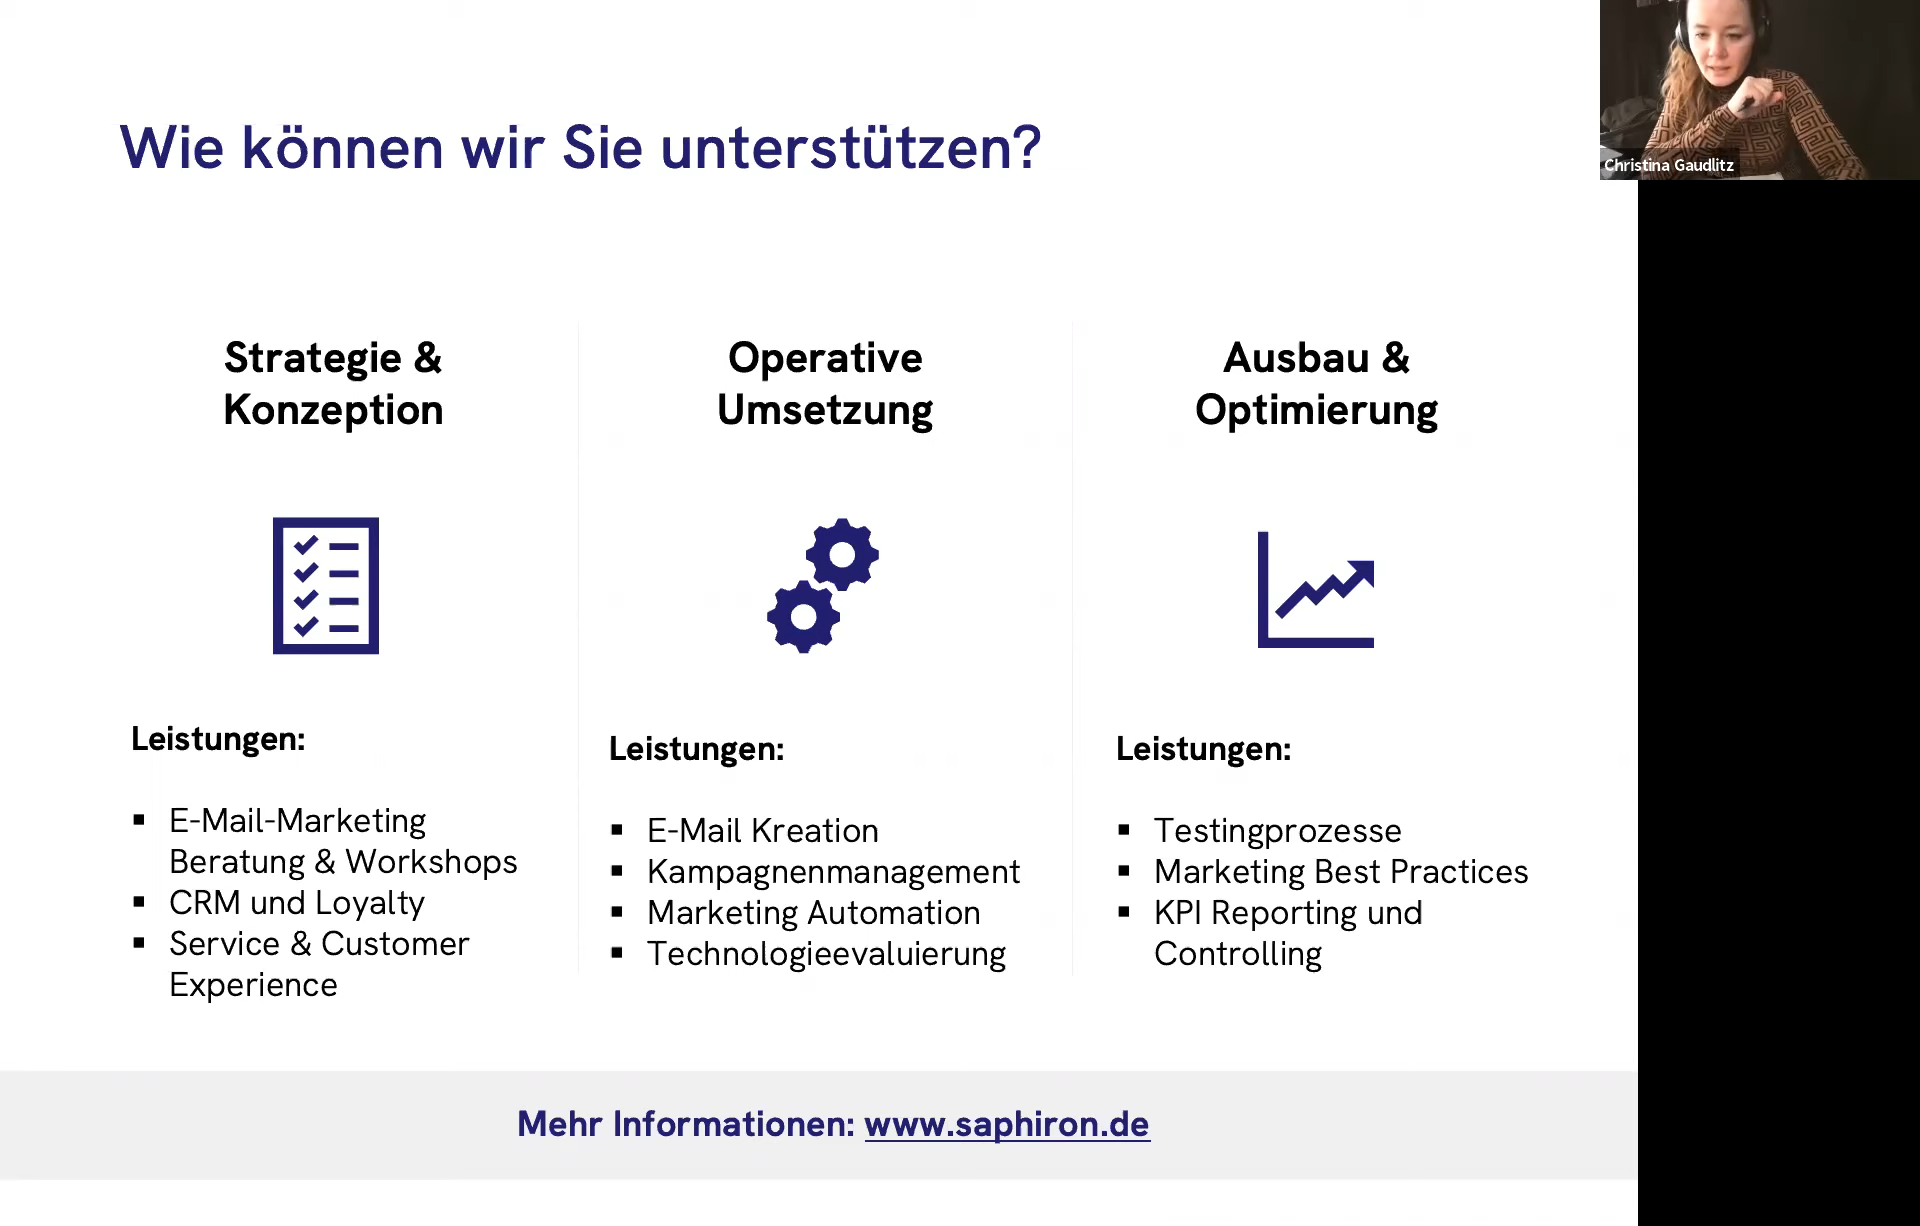 Wie können wir Sie unterstützen?
Christina Gaudlitz
Strategie &
Konzeption
Leistungen:
▪ E-Mail-Marketing
Beratung & Workshops
▪ CRM und Loyalty
▪ Service & Customer
Experience
Operative
Umsetzung
Leistungen:
▪ E-Mail Kreation
▪ Kampagnenmanagement
▪ Marketing Automation
▪ Technologieevaluierung
Ausbau &
Optimierung
Leistungen:
▪ Testingprozesse
▪ Marketing Best Practices
▪ KPI Reporting und
Controlling
Mehr Informationen: www.saphiron.de